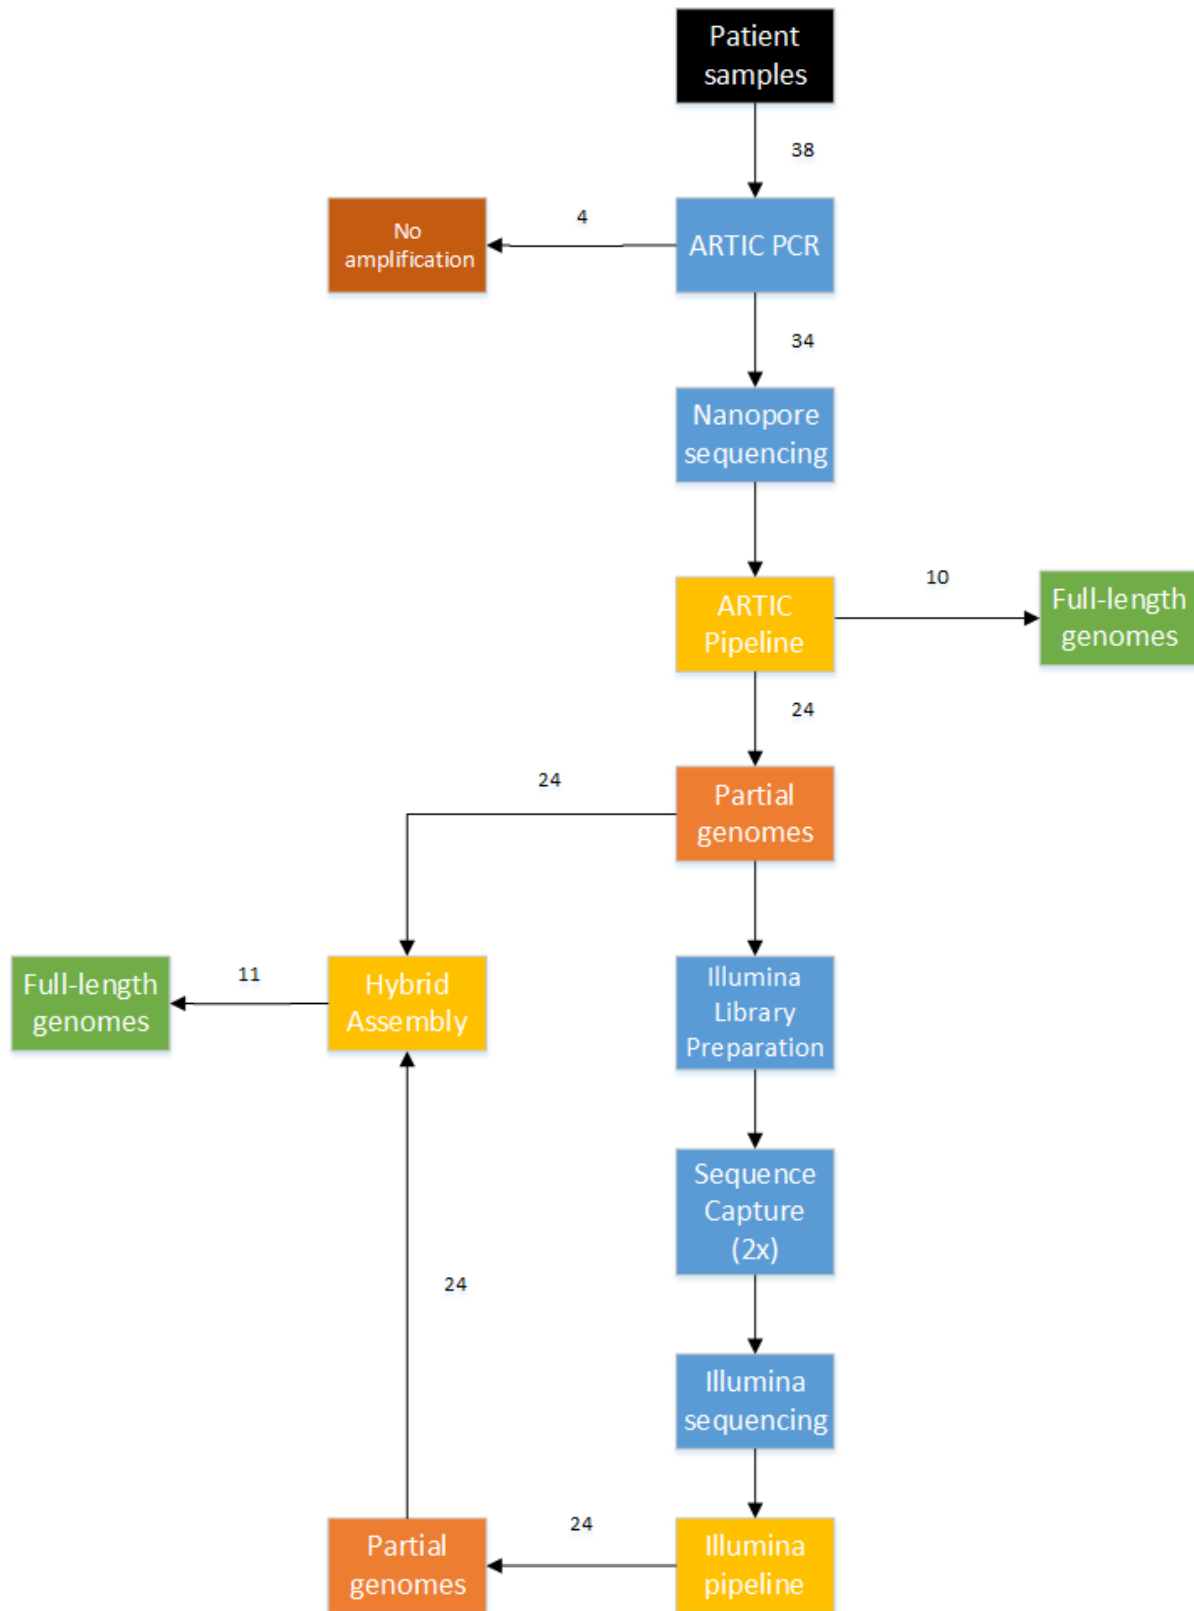 Patient
samples
38
No
amplification
4
ARTIC PCR
34
Nanopore
sequencing
ARTIC
Pipeline
10
Full-length
genomes
24
24
Partial
genomes
Full-length
genomes
11
Hybrid
Assembly
Illumina
Library
Preparation
Sequence
Capture
(2x)
24
Illumina
sequencing
Partial
genomes
24
Illumina
pipeline